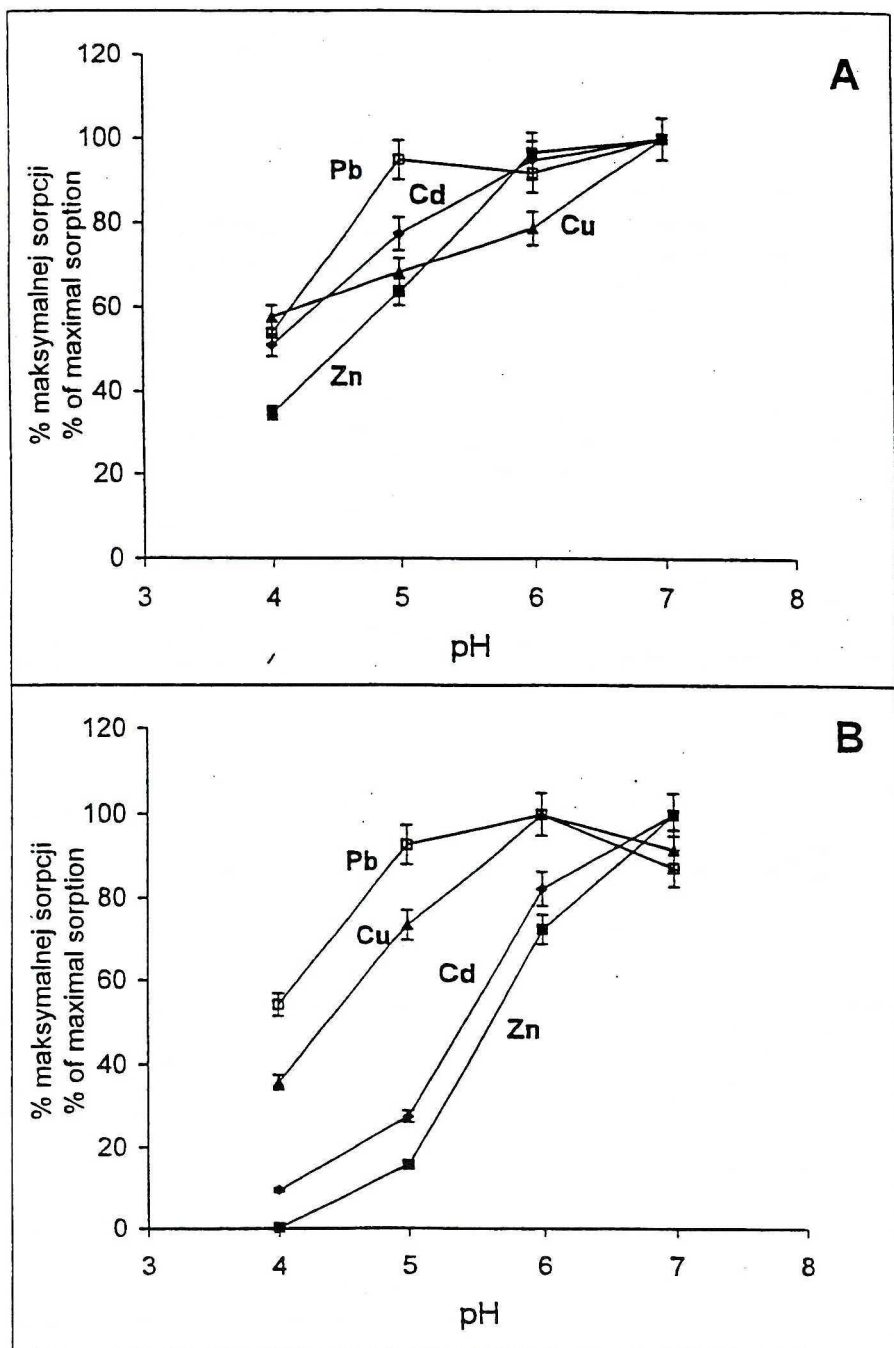 A
% maksymalnej sorpcji
% of maximal sorption
120
100
80
60
40
20
0
Pb
Cd
Cu
Zn
3 4 5 6 7 8
pH
B
% maksymalnej sorpcji
% of maximal sorption
120
100
80
60
40
20
0
Pb
Cu
Cd
Zn
3 4 5 6 7 8
pH